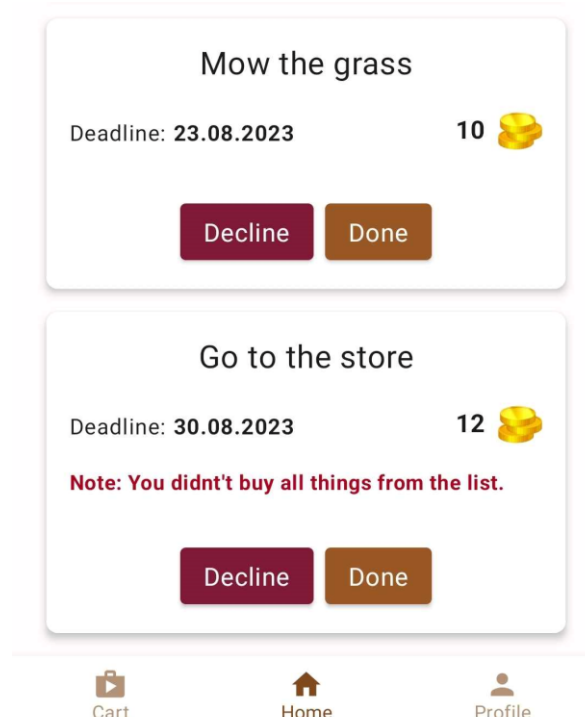 Mow the grass
Deadline: 23.08.2023
10
Decline
Done
Go to the store
Deadline: 30.08.2023
12
Note: You didnt't buy all things from the list.
Decline
Done
Cart
Home
Profile